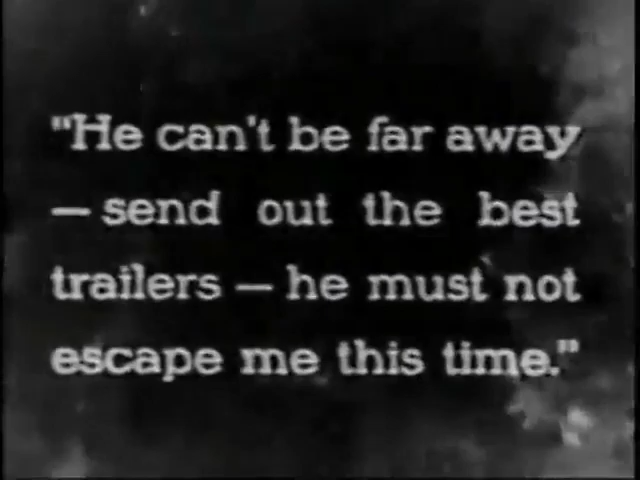 "He can't be far away
— send out the best
trailers — he must not
escape me this time."